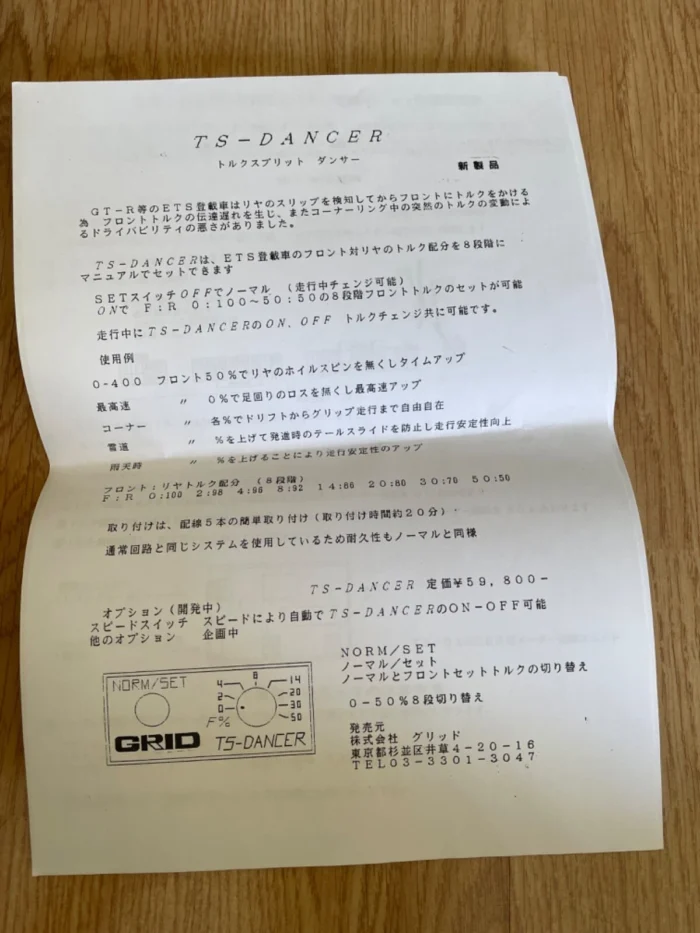 TS-DANCER
トルクスプリット ダンサー
新製品
GT-R等のETS登載車はリヤのスリップを検知してからフロントにトルクをかける
為 フロントトルクの伝達遅れを生じ、またコーナーリング中の突然のトルクの変動によ
るドライバビリティの悪さがありました。
TS-DANCERは、ETS登載車のフロント対リヤのトルク配分を8段階に
マニュアルでセットできます
SETスイッチOFFでノーマル (走行中チェンジ可能)
ONで F:R 0:100~50:50の8段階フロントトルクのセットが可能
走行中にTS-DANCERのON、OFF トルクチェンジ共に可能です。
使用例
0-400 フロント50%でリヤのホイルスピンを無くしタイムアップ
最高速 〃 0%で足回りのロスを無くし最高速アップ
コーナー 〃 各%でドリフトからグリップ走行まで自由自在
雪道 〃 %を上げて発進時のテールスライドを防止し走行安定性向上
雨天時 〃 %を上げることにより走行安定性のアップ
フロント:リヤトルク配分 (8段階)
F:R 0:100 2:98 4:96 8:92 14:86 20:80 30:70 50:50
取り付けは、配線5本の簡単取り付け(取り付け時間約20分)
通常回路と同じシステムを使用しているため耐久性もノーマルと同様
TS-DANCER 定価¥59,800-
オプション(開発中)
スピードスイッチ スピードにより自動でTS-DANCERのON-OFF可能
他のオプション 企画中
NORM/SET
ノーマル/セット
ノーマルとフロントセットトルクの切り替え
0-50%8段切り替え
NORM/SET
8
4 14
2 20
0 30
F% 50
GRID TS-DANCER
発売元
株式会社 グリッド
東京都杉並区井草4-20-16
TEL03-3301-3047